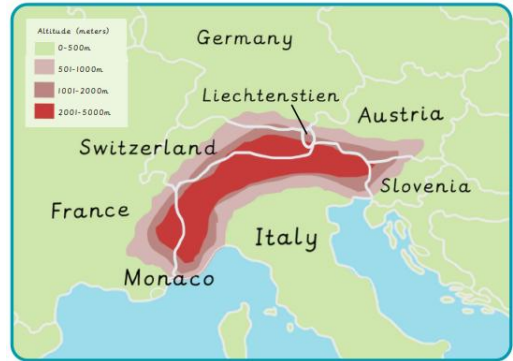 Altitude (meters)
0-500m
501-1000m
1001-2000m
2001-5000m
Germany
Liechtenstien
Austria
Switzerland
Slovenia
France
Italy
Monaco